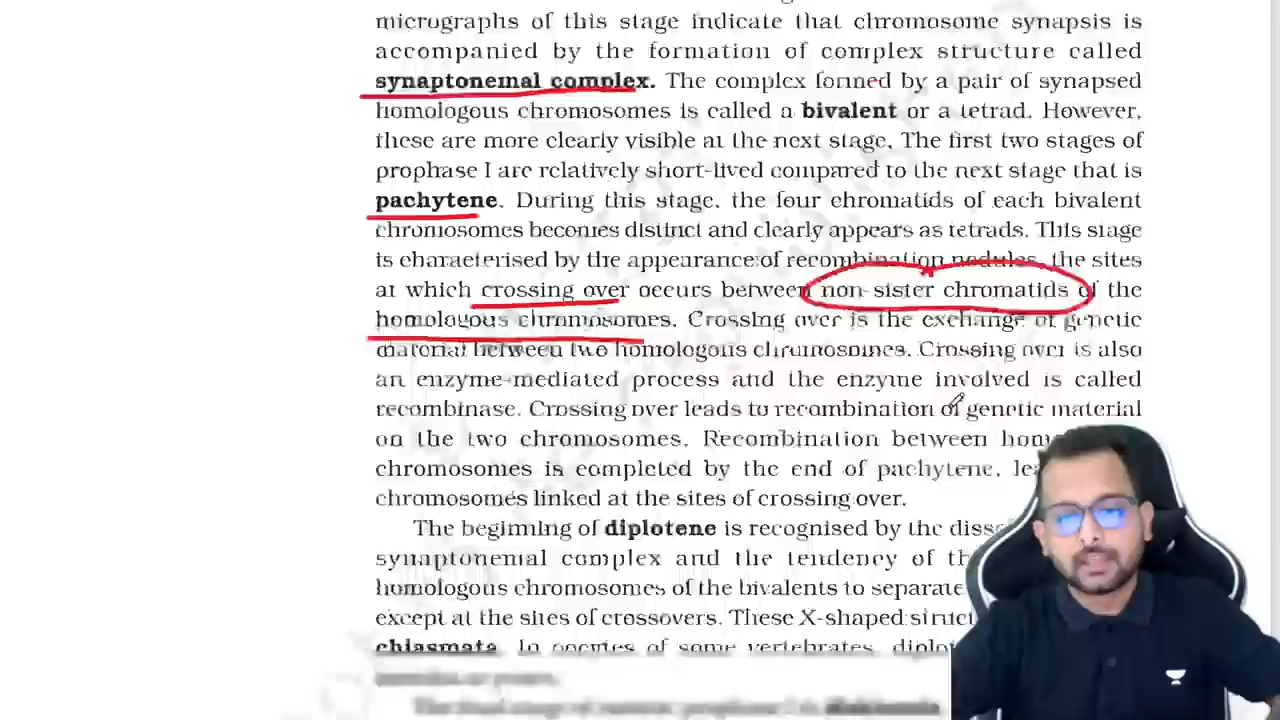 micrographs of this stage indicate that chromosome synapsis is
accompanied by the formation of complex structure called
synaptonemal complex. The complex formed by a pair of synapsed
homologous chromosomes is called a bivalent or a tetrad. However,
these are more clearly visible at the next stage. The first two stages of
prophase I are relatively short-lived compared to the next stage that is
pachytene. During this stage, the four chromatids of each bivalent
chromosomes becomes distinct and clearly appears as tetrads. This stage
is characterised by the appearance of recombination nodules, the sites
at which crossing over occurs between non-sister chromatids of the
homologous chromosomes. Crossing over is the exchange of genetic
material between two homologous chromosomes. Crossing over is also
an enzyme-mediated process and the enzyme involved is called
recombinase. Crossing over leads to recombination of genetic material
on the two chromosomes. Recombination between
chromosomes is completed by the end of pachytene,
chromosomes linked at the sites of crossing over.
The beginning of diplotene is recognised by the
synaptonemal complex and the tendency of
homologous chromosomes of the bivalents to separate
except at the sites of crossovers. These X-shaped
chiasmata. In oocytes of some vertebrates,